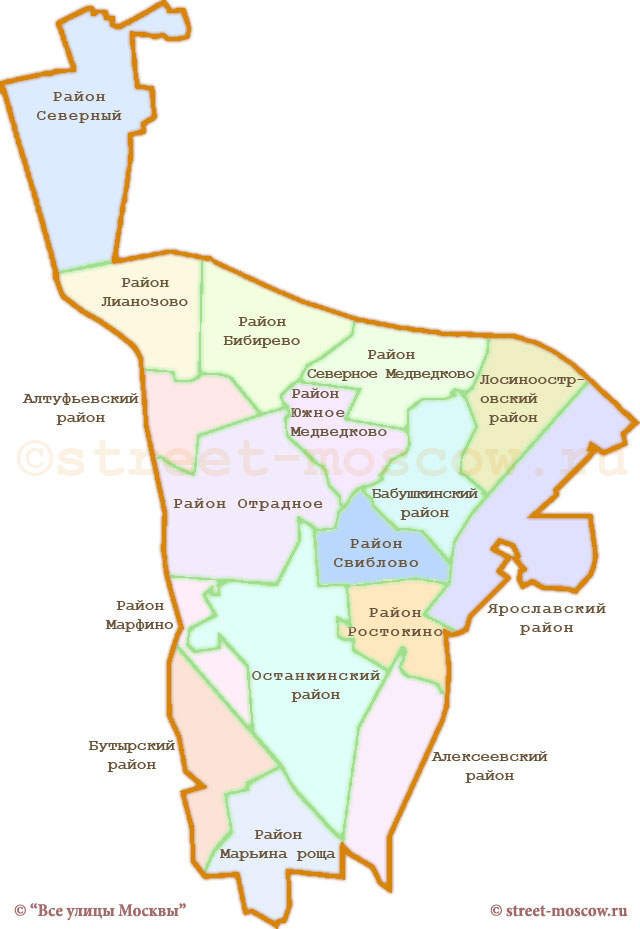 Район
Северный
Район
Лианозово
Район
Бибирево
Район
Северное Медведково
Лосиноостр-
овский
район
Алтуфьевский
район
Район
Южное
Медведково
©street-moscow.ru
Район Отрадное
Бабушкинский
район
Район
Свиблово
Район
Марфино
Район
Ростокино
Ярославский
район
Останкинский
район
Бутырский
район
Алексеевский
район
Район
Марьина роща
© “Все улицы Москвы”
© street-moscow.ru